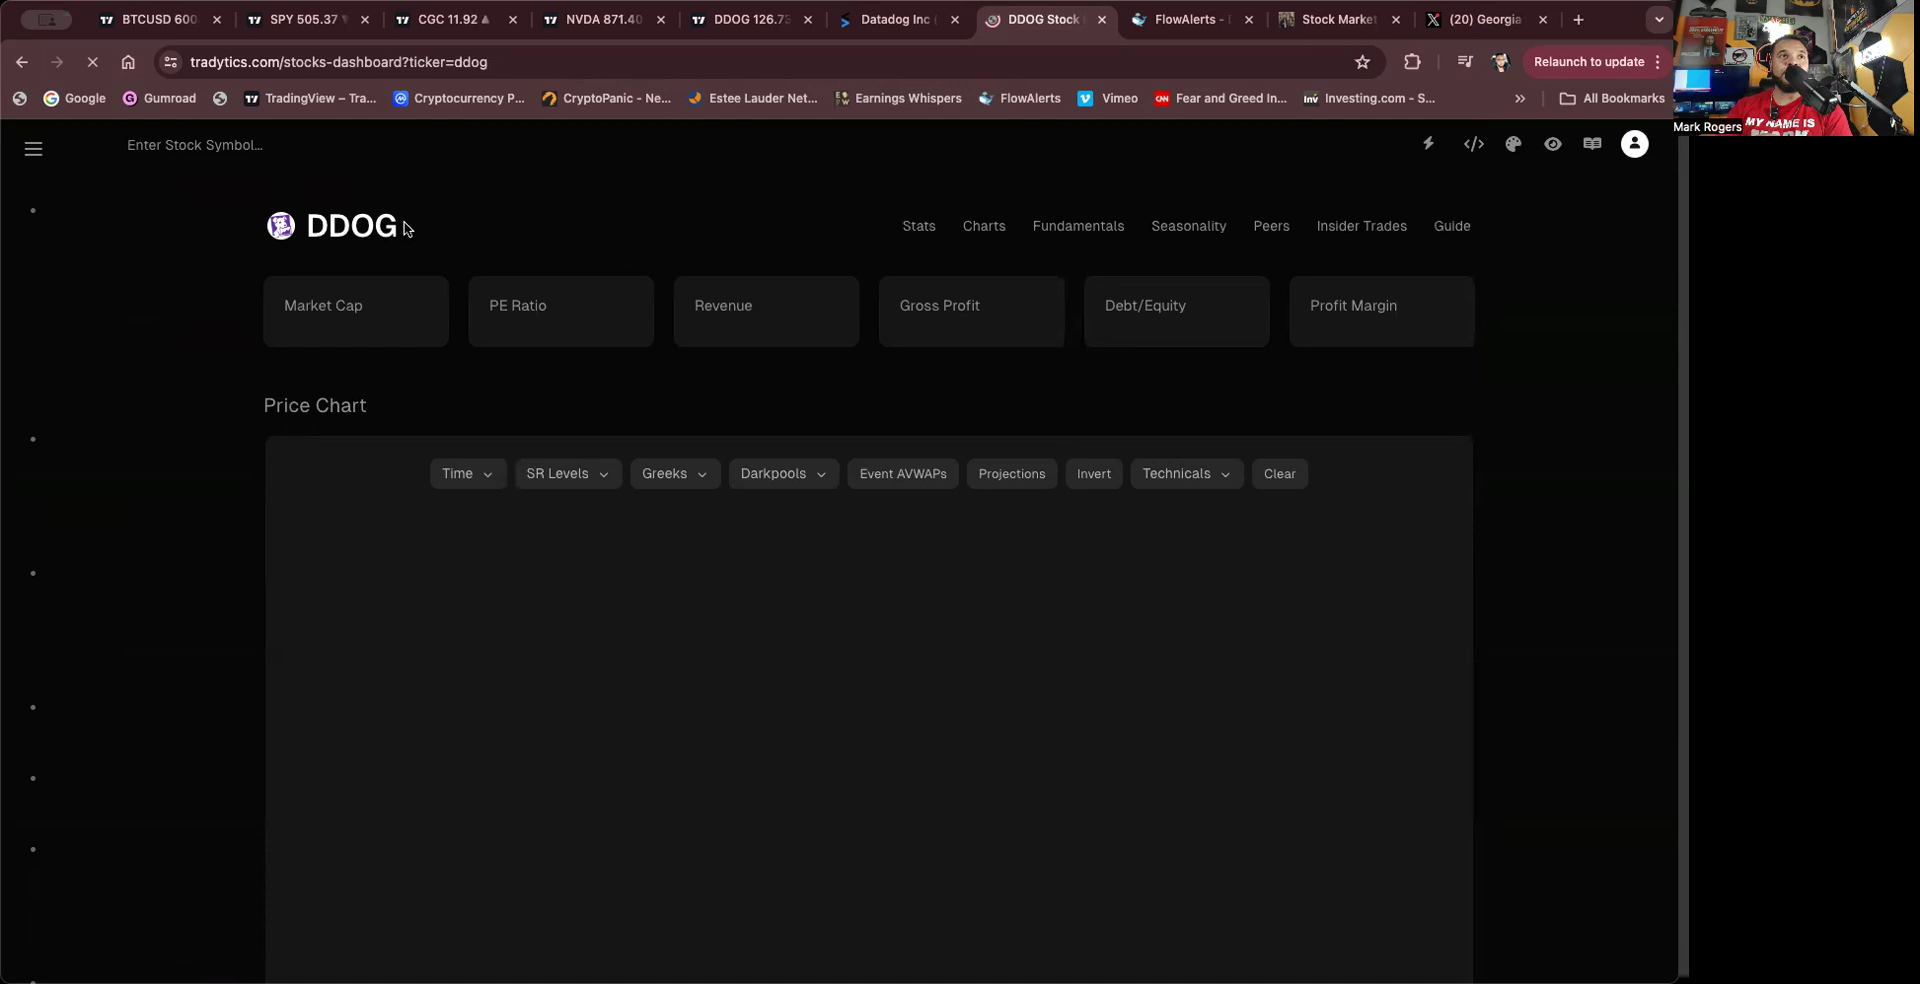 BTCUSD 600
SPY 505.37
CGC 11.92
NVDA 871.40
DDOG 126.73
Datadog Inc
DDOG Stock
FlowAlerts -
Stock Market
(20) Georgia
tradytics.com/stocks-dashboard?ticker=ddog
Relaunch to update
Google
Gumroad
TradingView – Tra...
Cryptocurrency P...
CryptoPanic - Ne...
Estee Lauder Net...
Earnings Whispers
FlowAlerts
Vimeo
Fear and Greed In...
Investing.com - S...
All Bookmarks
Mark Rogers
MY NAME IS
Enter Stock Symbol...
DDOG
Stats
Charts
Fundamentals
Seasonality
Peers
Insider Trades
Guide
Market Cap
PE Ratio
Revenue
Gross Profit
Debt/Equity
Profit Margin
Price Chart
Time
SR Levels
Greeks
Darkpools
Event AVWAPs
Projections
Invert
Technicals
Clear